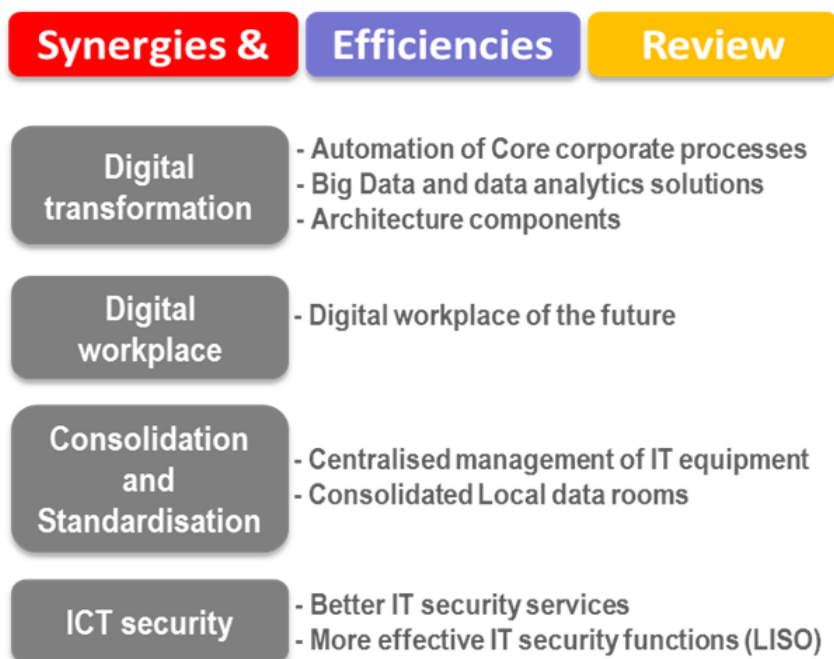 Synergies & Efficiencies Review
Digital
transformation
- Automation of Core corporate processes
- Big Data and data analytics solutions
- Architecture components
Digital
workplace
- Digital workplace of the future
Consolidation
and
Standardisation
- Centralised management of IT equipment
- Consolidated Local data rooms
ICT security
- Better IT security services
- More effective IT security functions (LISO)